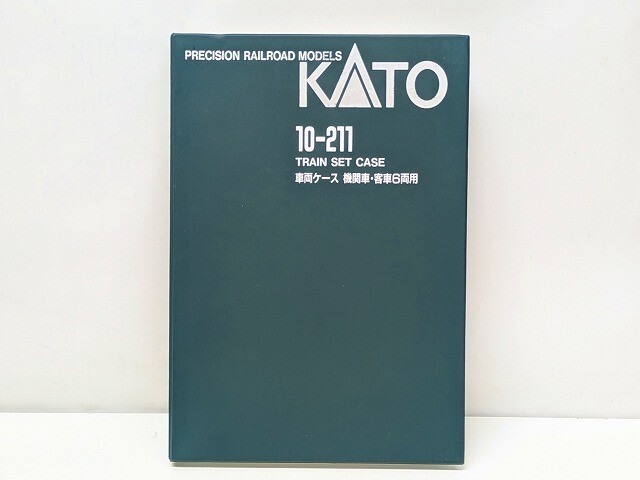 PRECISION RAILROAD MODELS
KATO
10-211
TRAIN SET CASE
車両ケース 機関車・客車6両用